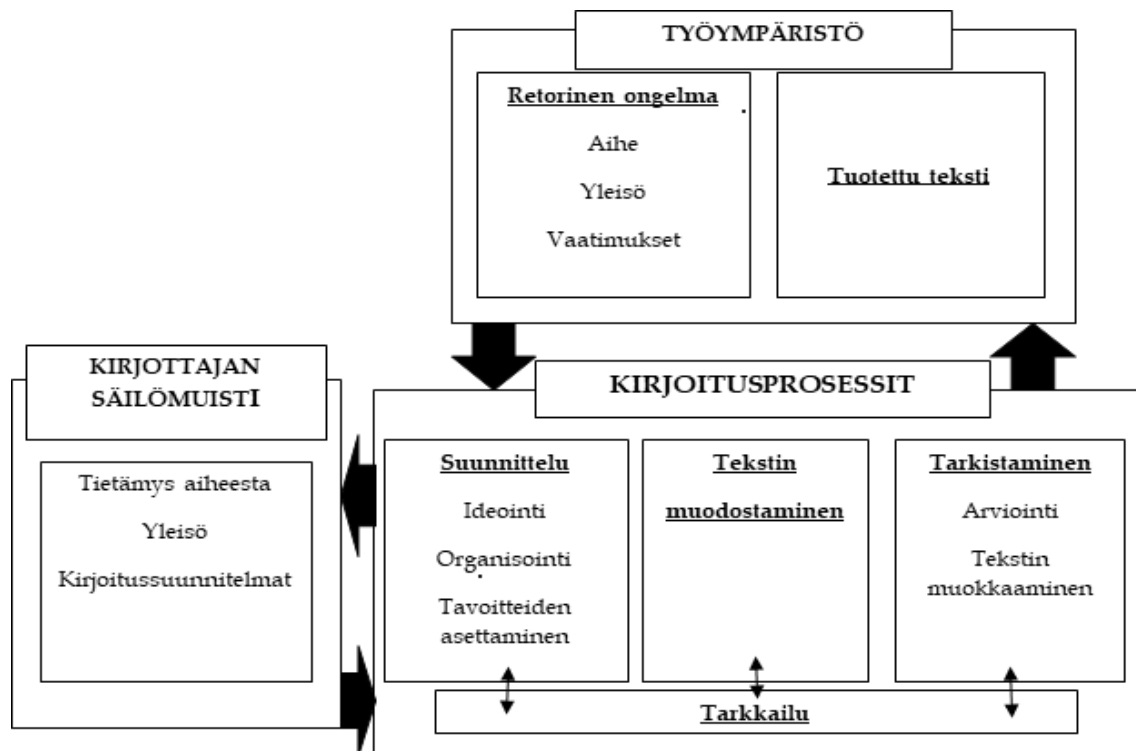 TYÖYMPÄRISTÖ
Retorinen ongelma
Aihe
Yleisö
Vaatimukset
Tuotettu teksti
KIRJOTTAJAN
SÄILÖMUISTI
Tietämys aiheesta
Yleisö
Kirjoitussuunnitelmat
KIRJOITUSPROSESSIT
Suunnittelu
Ideointi
Organisointi
Tavoitteiden
asettaminen
Tekstin
muodostaminen
Tarkistaminen
Arviointi
Tekstin
muokkaaminen
Tarkkailu